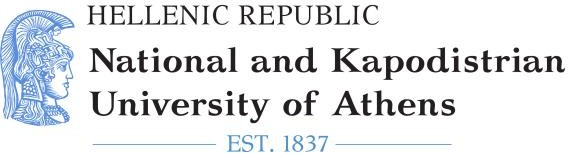 HELLENIC REPUBLIC
National and Kapodistrian
University of Athens
EST. 1837